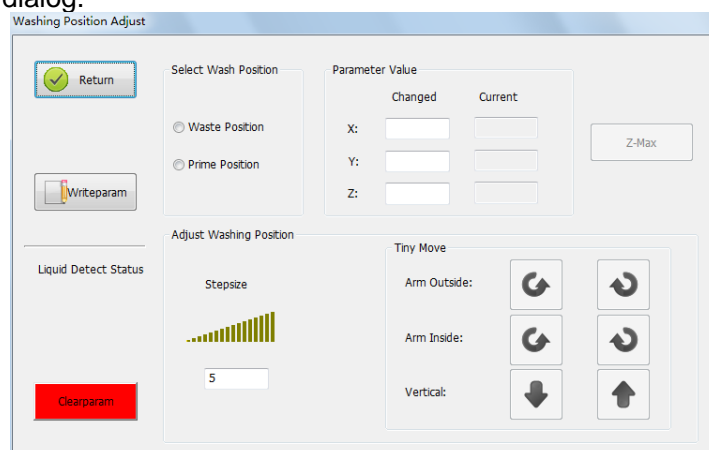 dialog.
Washing Position Adjust
Return
Writeparam
Liquid Detect Status
Clearparam
Select Wash Position
Waste Position
Prime Position
Parameter Value
Changed Current
X:
Y:
Z:
Z-Max
Adjust Washing Position
Stepsize
5
Tiny Move
Arm Outside:
Arm Inside:
Vertical: